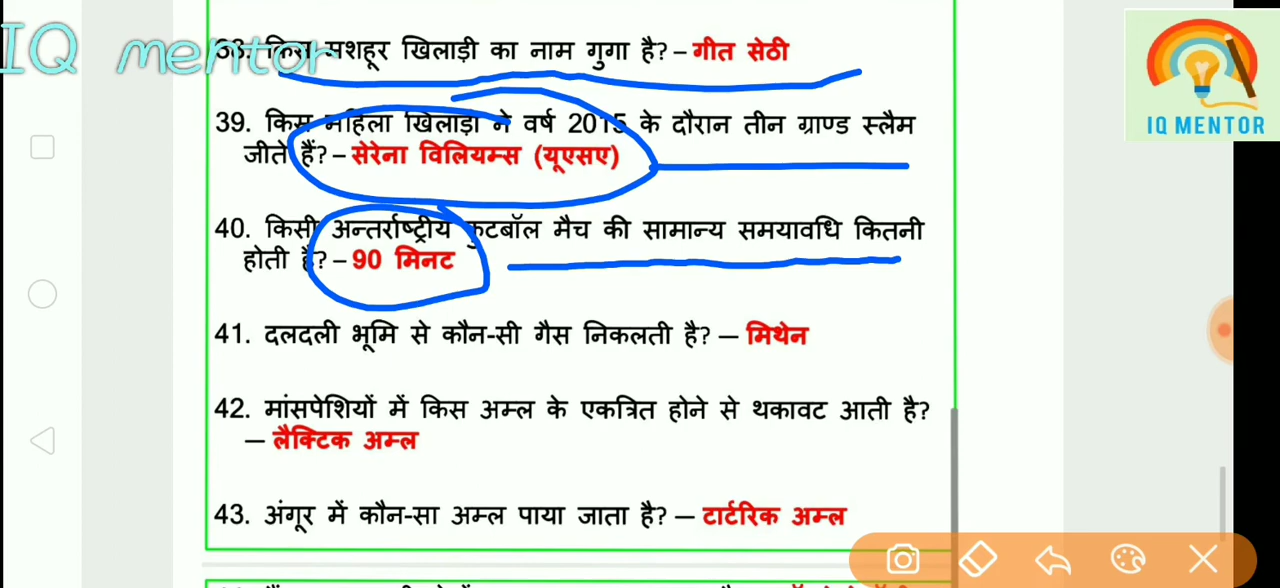 IQ mentor
38. किस मशहूर खिलाड़ी का नाम गुगा है? – गीत सेठी
39. किस महिला खिलाड़ी ने वर्ष 2015 के दौरान तीन ग्राण्ड स्लैम
जीते हैं? – सेरेना विलियम्स (यूएसए)
40. किसी अन्तर्राष्ट्रीय फुटबॉल मैच की सामान्य समयावधि कितनी
होती है? – 90 मिनट
41. दलदली भूमि से कौन-सी गैस निकलती है? — मिथेन
42. मांसपेशियों में किस अम्ल के एकत्रित होने से थकावट आती है?
— लैक्टिक अम्ल
43. अंगूर में कौन-सा अम्ल पाया जाता है? — टार्टरिक अम्ल
IQ MENTOR